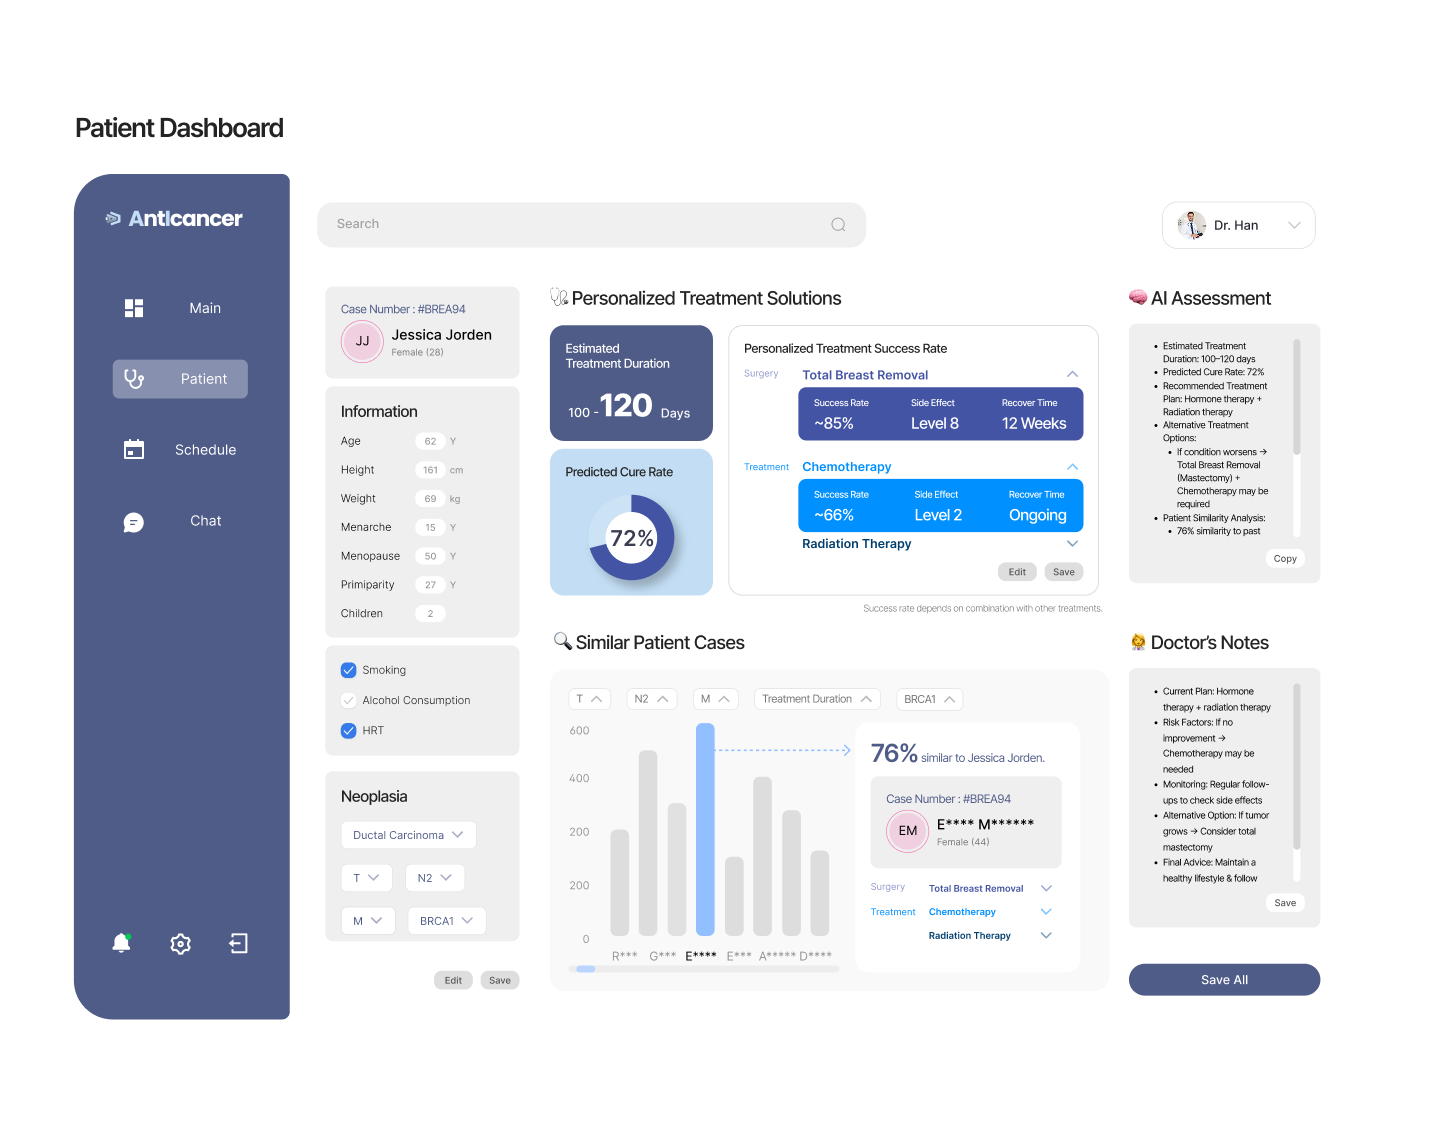 Patient Dashboard
AntIcancer
Main
Patient
Schedule
Chat
Search
Dr. Han
Case Number : #BREA94
JJ
Jessica Jorden
Female (28)
Information
Age 62 Y
Height 161 cm
Weight 69 kg
Menarche 15 Y
Menopause 50 Y
Primiparity 27 Y
Children 2
Smoking
Alcohol Consumption
HRT
Neoplasia
Ductal Carcinoma
T N2
M BRCA1
Edit Save
Personalized Treatment Solutions
Estimated
Treatment Duration
100 - 120 Days
Predicted Cure Rate
72%
Personalized Treatment Success Rate
Surgery Total Breast Removal
Success Rate Side Effect Recover Time
~85% Level 8 12 Weeks
Treatment Chemotherapy
Success Rate Side Effect Recover Time
~66% Level 2 Ongoing
Radiation Therapy
Edit Save
Success rate depends on combination with other treatments.
Similar Patient Cases
T N2 M Treatment Duration BRCA1
600
400
200
200
0
R*** G*** E**** E*** A***** D****
76% similar to Jessica Jorden.
Case Number : #BREA94
EM
E**** M******
Female (44)
Surgery Total Breast Removal
Treatment Chemotherapy
Radiation Therapy
AI Assessment
• Estimated Treatment
Duration: 100–120 days
• Predicted Cure Rate: 72%
• Recommended Treatment
Plan: Hormone therapy +
Radiation therapy
• Alternative Treatment
Options:
• If condition worsens →
Total Breast Removal
(Mastectomy) +
Chemotherapy may be
required
• Patient Similarity Analysis:
• 76% similarity to past
Copy
Doctor's Notes
• Current Plan: Hormone
therapy + radiation therapy
• Risk Factors: If no
improvement →
Chemotherapy may be
needed
• Monitoring: Regular follow-
ups to check side effects
• Alternative Option: If tumor
grows → Consider total
mastectomy
• Final Advice: Maintain a
healthy lifestyle & follow
Save
Save All